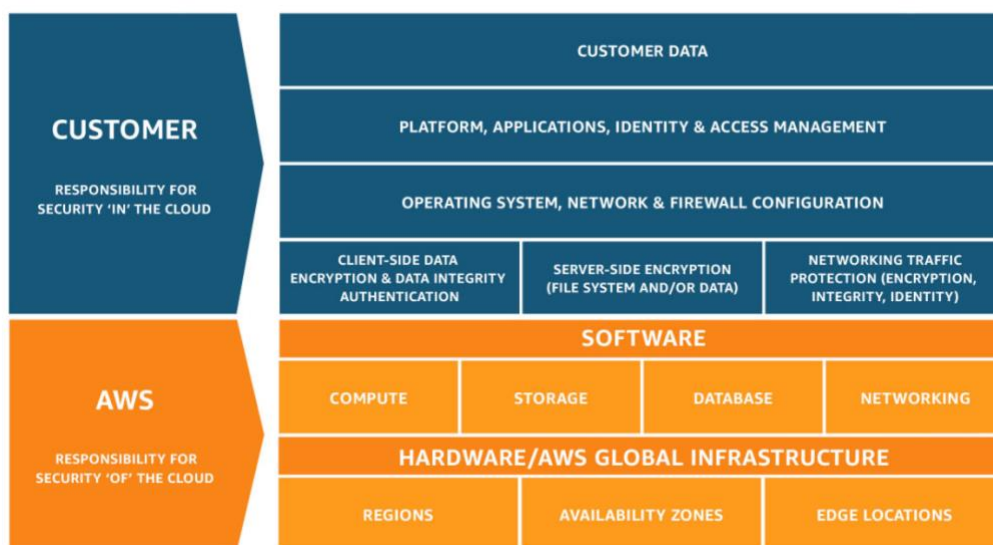 CUSTOMER
RESPONSIBILITY FOR
SECURITY ‘IN’ THE CLOUD
CUSTOMER DATA
PLATFORM, APPLICATIONS, IDENTITY & ACCESS MANAGEMENT
OPERATING SYSTEM, NETWORK & FIREWALL CONFIGURATION
CLIENT-SIDE DATA
ENCRYPTION & DATA INTEGRITY
AUTHENTICATION
SERVER-SIDE ENCRYPTION
(FILE SYSTEM AND/OR DATA)
NETWORKING TRAFFIC
PROTECTION (ENCRYPTION,
INTEGRITY, IDENTITY)
AWS
RESPONSIBILITY FOR
SECURITY ‘OF’ THE CLOUD
SOFTWARE
COMPUTE
STORAGE
DATABASE
NETWORKING
HARDWARE/AWS GLOBAL INFRASTRUCTURE
REGIONS
AVAILABILITY ZONES
EDGE LOCATIONS